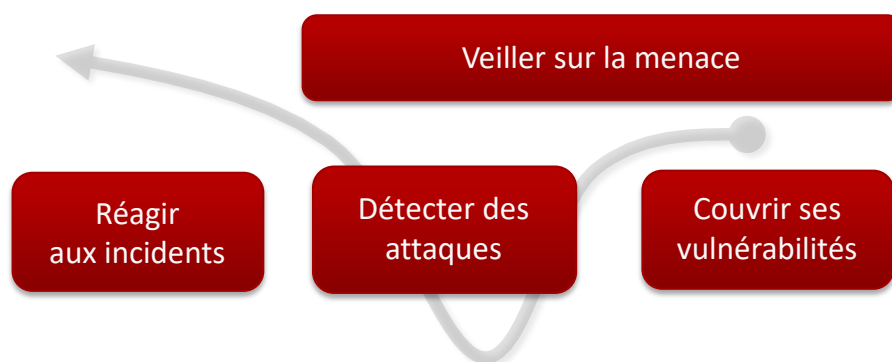 Veiller sur la menace
Réagir
aux incidents
Détecter des
attaques
Couvrir ses
vulnérabilités